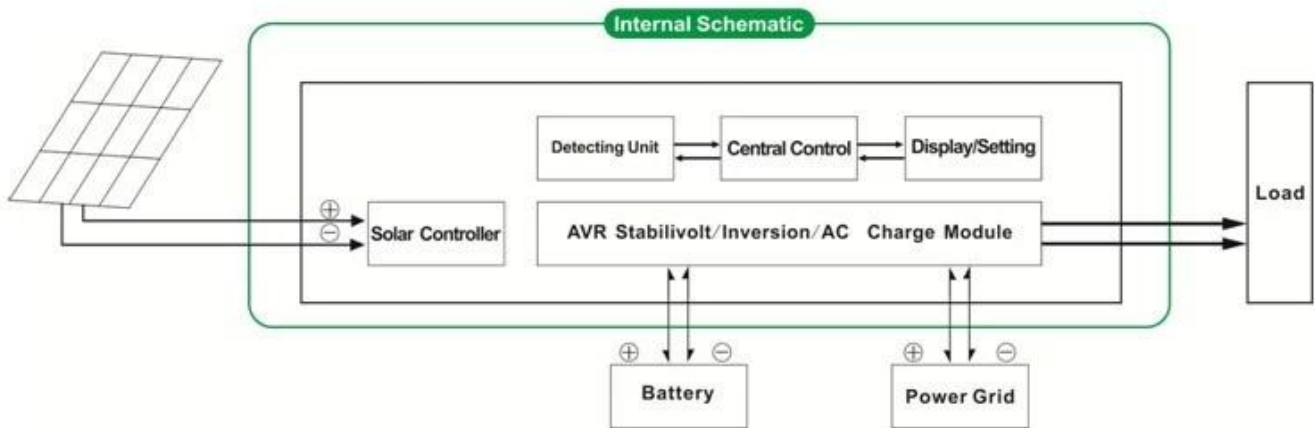 Internal Schematic
Detecting Unit
Central Control
Display/Setting
Load
⊕
⊖
Solar Controller
AVR Stabilivolt/Inversion/AC Charge Module
⊕ ⊖
⊕ ⊖
Battery
Power Grid